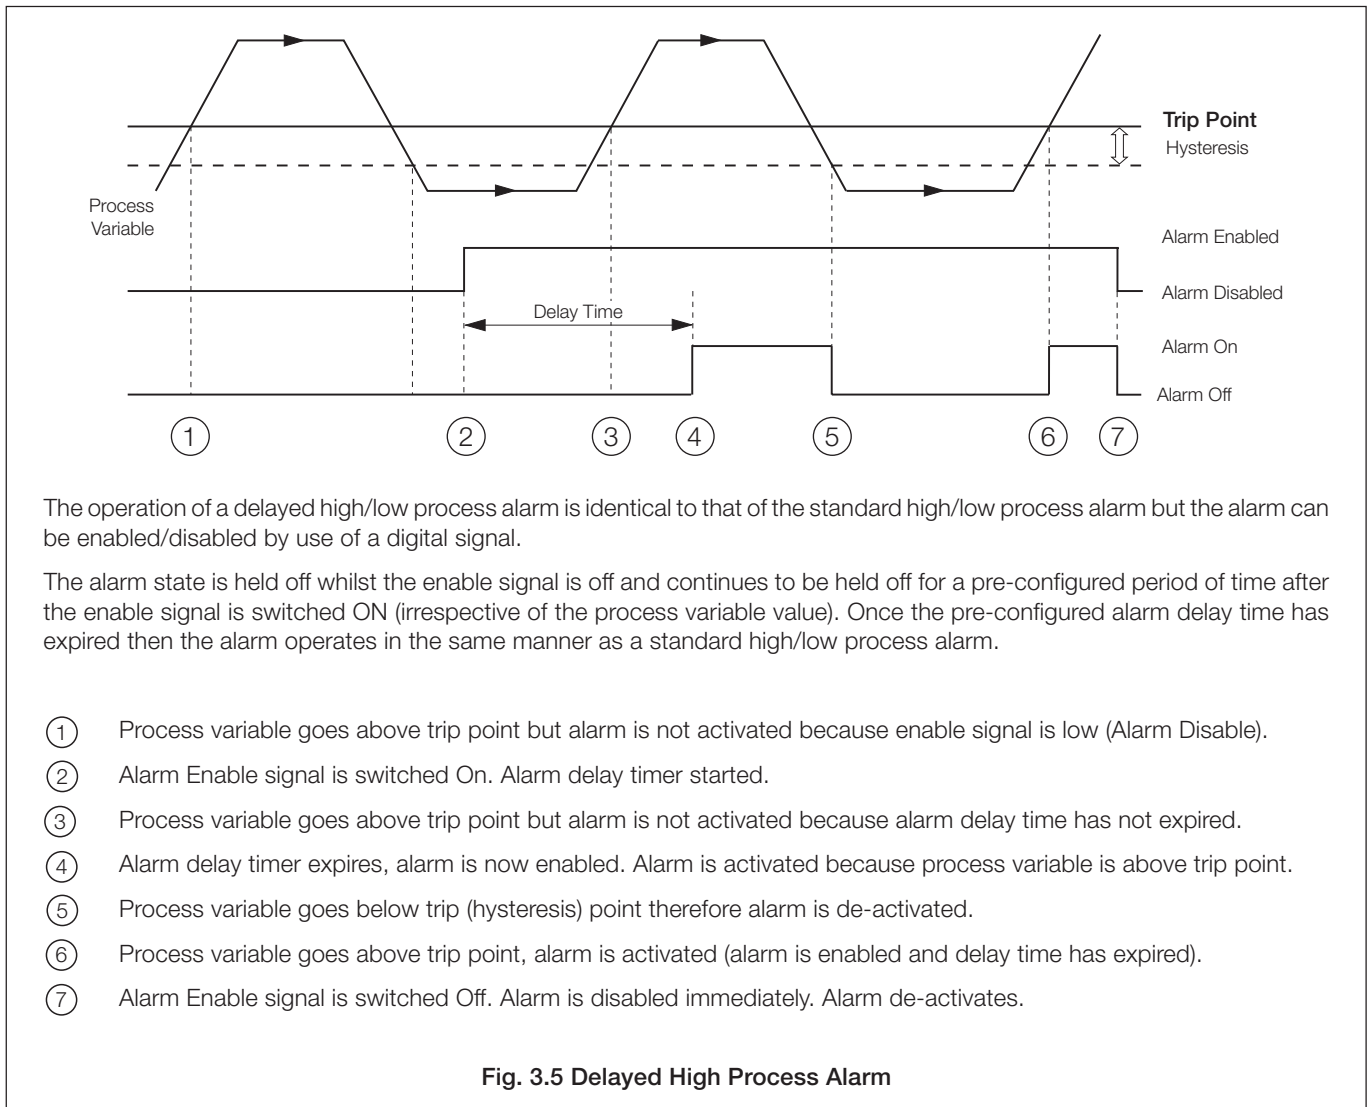 Trip Point
Hysteresis
Process
Variable
Alarm Enabled
Alarm Disabled
Delay Time
Alarm On
Alarm Off
1 2 3 4 5 6 7
The operation of a delayed high/low process alarm is identical to that of the standard high/low process alarm but the alarm can
be enabled/disabled by use of a digital signal.
The alarm state is held off whilst the enable signal is off and continues to be held off for a pre-configured period of time after
the enable signal is switched ON (irrespective of the process variable value). Once the pre-configured alarm delay time has
expired then the alarm operates in the same manner as a standard high/low process alarm.
1 Process variable goes above trip point but alarm is not activated because enable signal is low (Alarm Disable).
2 Alarm Enable signal is switched On. Alarm delay timer started.
3 Process variable goes above trip point but alarm is not activated because alarm delay time has not expired.
4 Alarm delay timer expires, alarm is now enabled. Alarm is activated because process variable is above trip point.
5 Process variable goes below trip (hysteresis) point therefore alarm is de-activated.
6 Process variable goes above trip point, alarm is activated (alarm is enabled and delay time has expired).
7 Alarm Enable signal is switched Off. Alarm is disabled immediately. Alarm de-activates.
Fig. 3.5 Delayed High Process Alarm